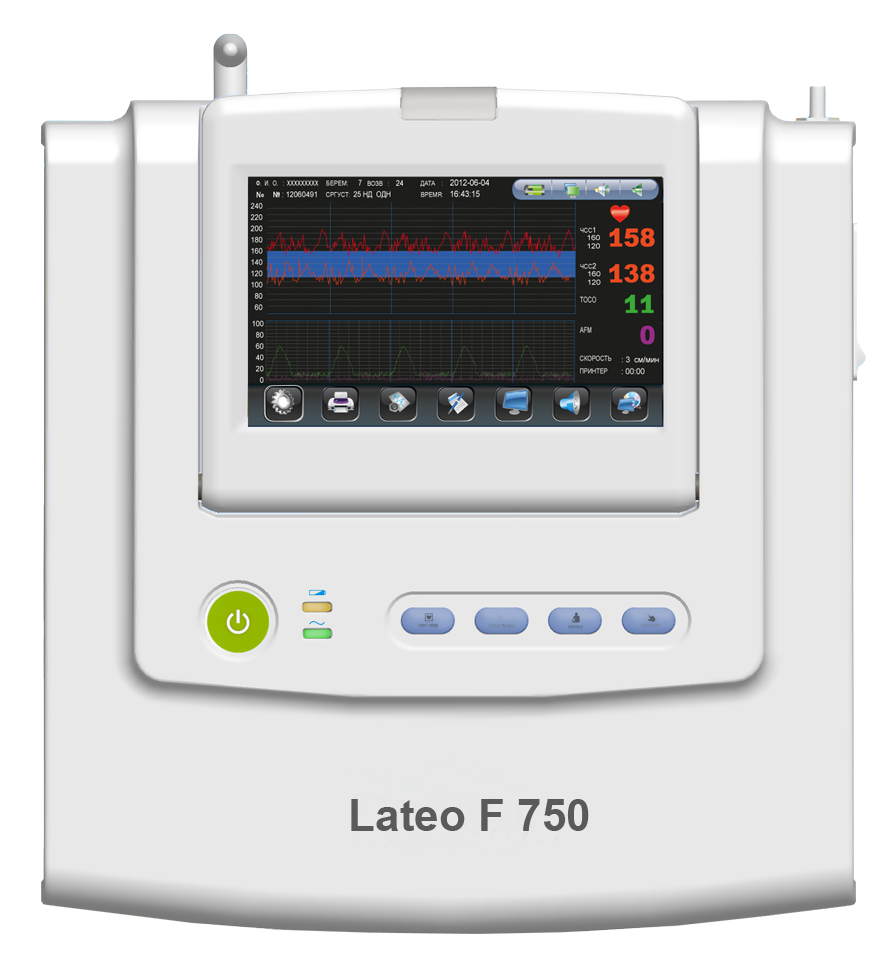 Ф. И. О. : XXXXXXXXX БЕРЕМ: 7 ВОЗВ : 24 ДАТА : 2012-06-04
№ № : 12060491 СРГУСТ: 25 НД ОДН ВРЕМЯ: 16:43:15
240
220
200
180
160
140
120
100
80
60
ЧСС1
160
120
158
ЧСС2
160
120
138
ТОСО 11
AFM 0
СКОРОСТЬ : 3 см/мин
ПРИНТЕР : 00:00
100
80
60
40
20
0
Lateo F 750